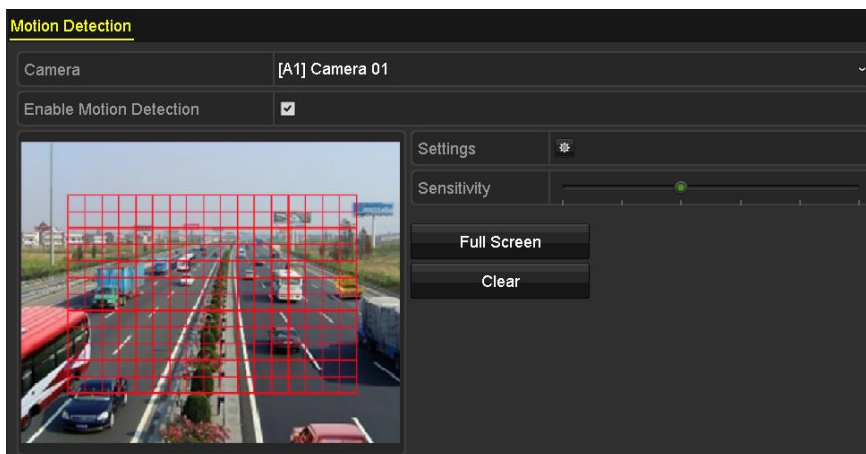 Motion Detection
Camera [A1] Camera 01
Enable Motion Detection
Settings
Sensitivity
Full Screen
Clear